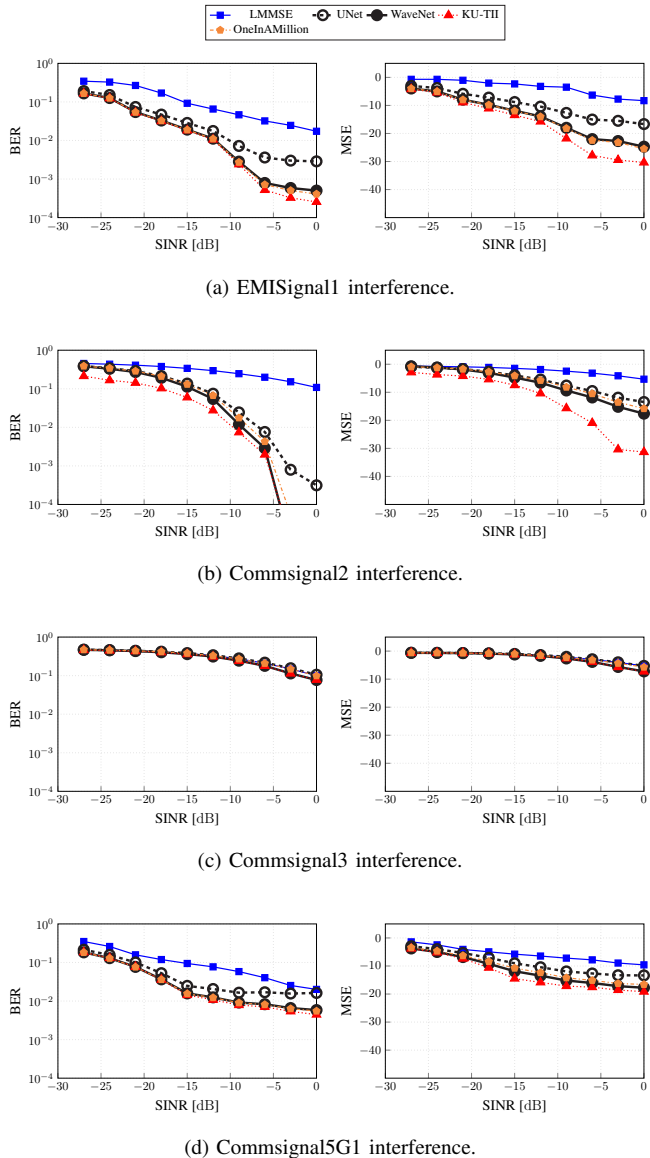 LMMSE UNet WaveNet KU-TII
OneInAMillion
10^0 10^−1 10^−2 10^−3 10^−4
BER
−30 −25 −20 −15 −10 −5 0
SINR [dB]
0 −10 −20 −30 −40
MSE
−30 −25 −20 −15 −10 −5 0
SINR [dB]
(a) EMISignal1 interference.
10^0 10^−1 10^−2 10^−3 10^−4
BER
−30 −25 −20 −15 −10 −5 0
SINR [dB]
0 −10 −20 −30 −40
MSE
−30 −25 −20 −15 −10 −5 0
SINR [dB]
(b) Commsignal2 interference.
10^0 10^−1 10^−2 10^−3 10^−4
BER
−30 −25 −20 −15 −10 −5 0
SINR [dB]
0 −10 −20 −30 −40
MSE
−30 −25 −20 −15 −10 −5 0
SINR [dB]
(c) Commsignal3 interference.
10^0 10^−1 10^−2 10^−3 10^−4
BER
−30 −25 −20 −15 −10 −5 0
SINR [dB]
0 −10 −20 −30 −40
MSE
−30 −25 −20 −15 −10 −5 0
SINR [dB]
(d) Commsignal5G1 interference.